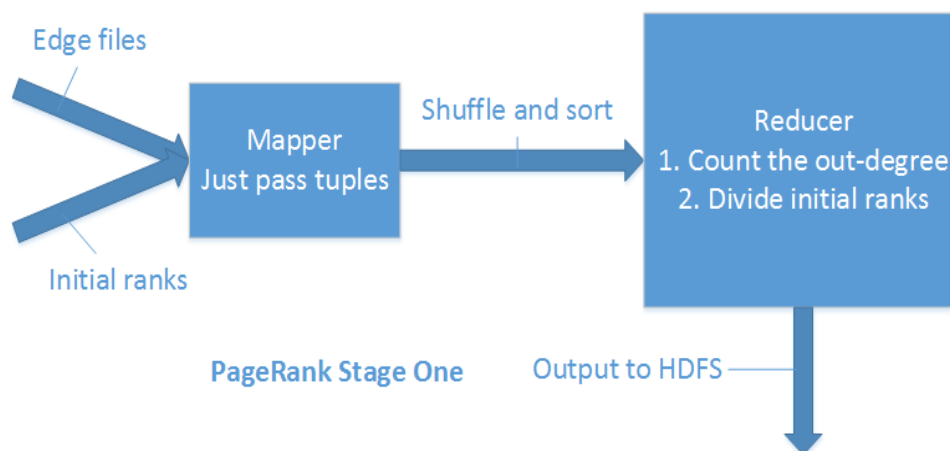 Edge files
Mapper
Just pass tuples
Initial ranks
Shuffle and sort
Reducer
1. Count the out-degree
2. Divide initial ranks
Output to HDFS
PageRank Stage One